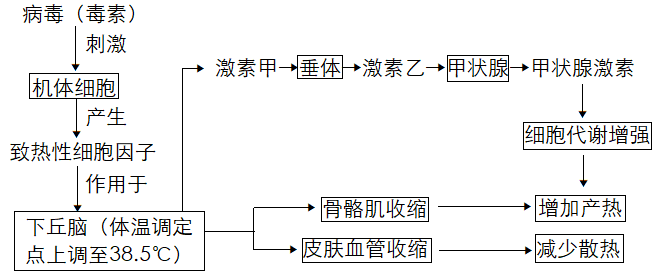 病毒（毒素）
刺激
机体细胞
产生
致热性细胞因子
作用于
下丘脑（体温调定
点上调至38.5℃）
激素甲
垂体
激素乙
甲状腺
甲状腺激素
细胞代谢增强
骨骼肌收缩
增加产热
皮肤血管收缩
减少散热